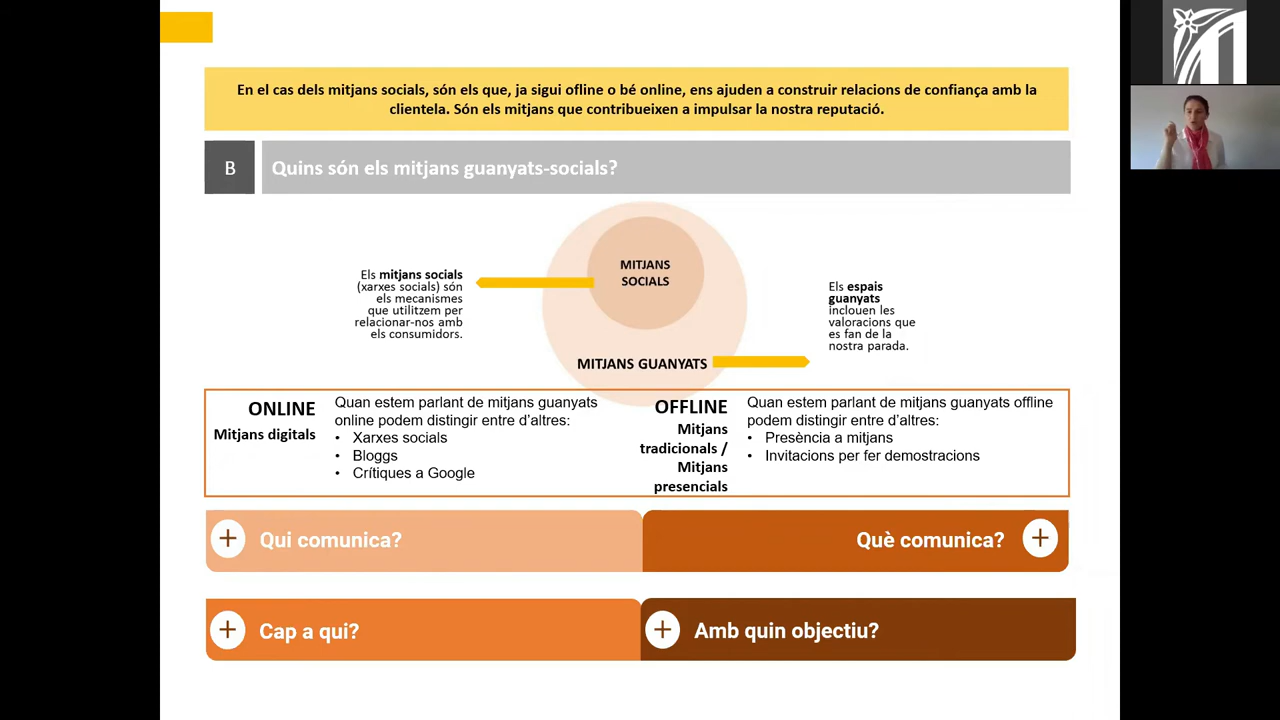 En el cas dels mitjans socials, són els que, ja sigui ofline o bé online, ens ajuden a construir relacions de confiança amb la
clientela. Són els mitjans que contribueixen a impulsar la nostra reputació.
B
Quins són els mitjans guanyats-socials?
MITJANS
SOCIALS
Els mitjans socials
(xarxes socials) són
els mecanismes
que utilitzem per
relacionar-nos amb
els consumidors.
Els espais
guanyats
inclouen les
valoracions que
es fan de la
nostra parada.
MITJANS GUANYATS
ONLINE
Mitjans digitals
Quan estem parlant de mitjans guanyats
online podem distingir entre d'altres:
• Xarxes socials
• Bloggs
• Crítiques a Google
OFFLINE
Mitjans
tradicionals /
Mitjans
presencials
Quan estem parlant de mitjans guanyats offline
podem distingir entre d'altres:
• Presència a mitjans
• Invitacions per fer demostracions
+ Qui comunica?
Què comunica? +
+ Cap a qui?
+ Amb quin objectiu?